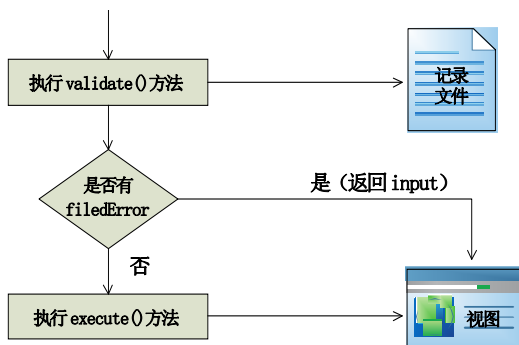 执行validate()方法
记录
文件
是否有
filedError
是（返回input）
否
执行execute()方法
视图